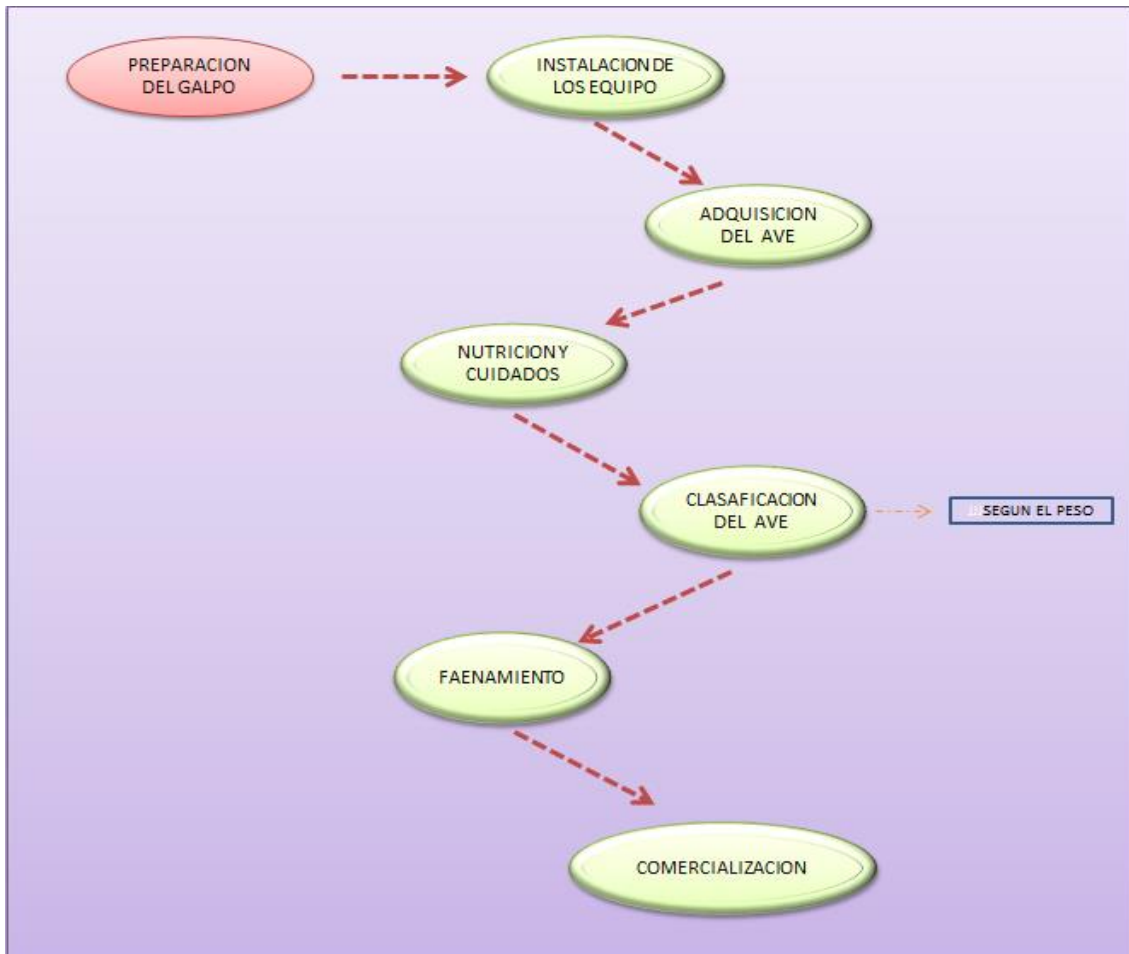 PREPARACION
DEL GALPO
INSTALACION DE
LOS EQUIPO
ADQUISICION
DEL AVE
NUTRICION Y
CUIDADOS
CLASAFICACION
DEL AVE
SEGUN EL PESO
FAENAMIENTO
COMERCIALIZACION